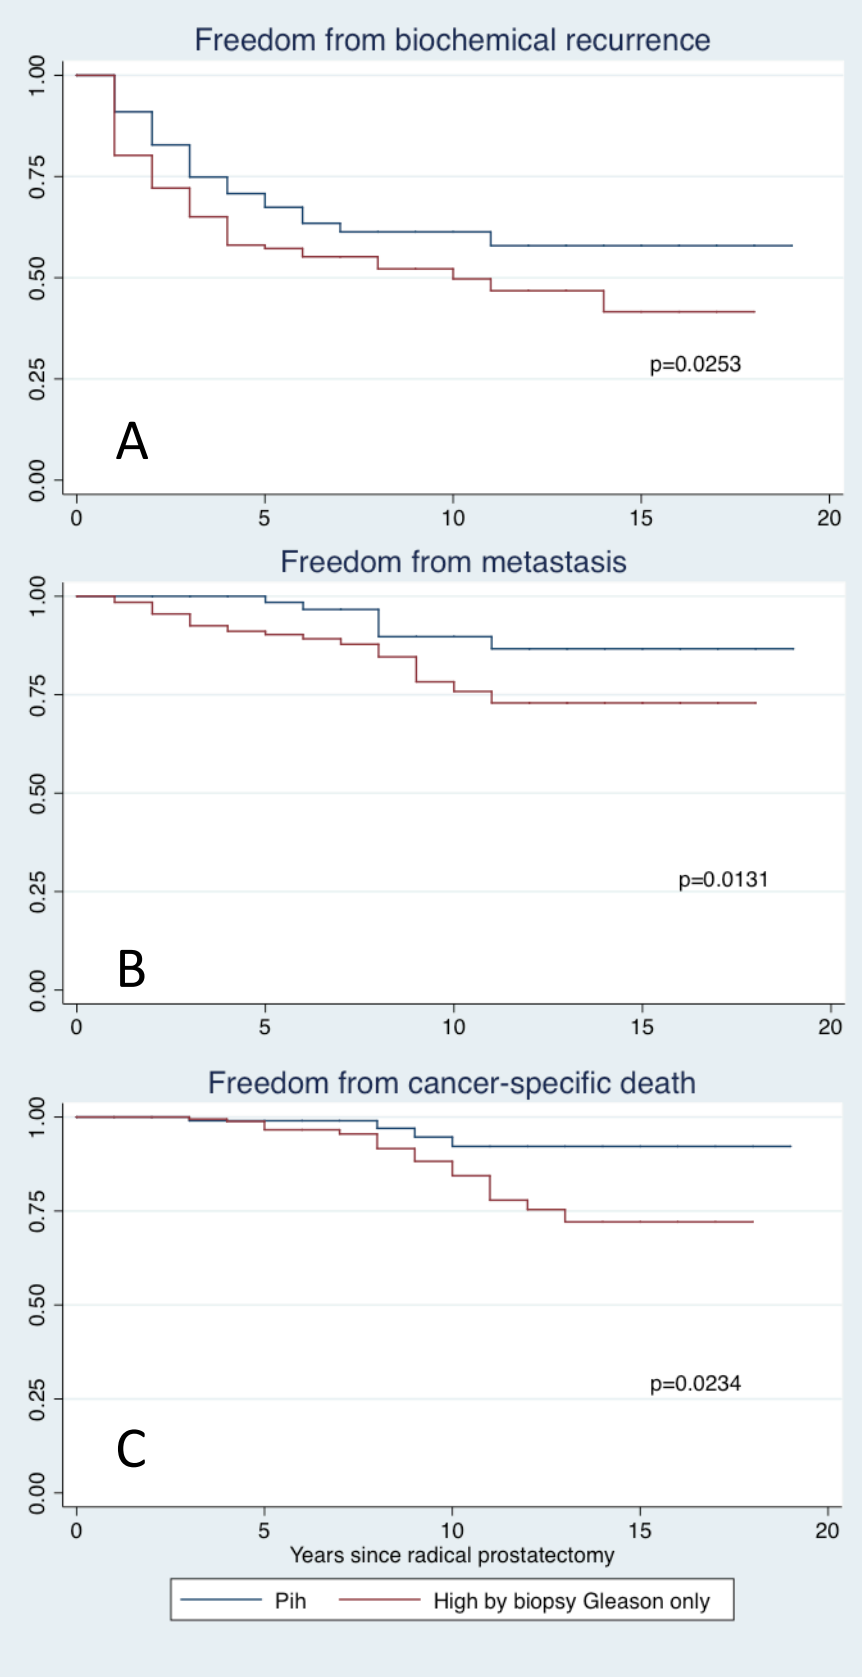 Freedom from biochemical recurrence
1.00
0.75
0.50
0.25
0.00
p=0.0253
A
0 5 10 15 20
Freedom from metastasis
1.00
0.75
0.50
0.25
0.00
p=0.0131
B
0 5 10 15 20
Freedom from cancer-specific death
1.00
0.75
0.50
0.25
0.00
p=0.0234
C
0 5 10 15 20
Years since radical prostatectomy
Pih High by biopsy Gleason only